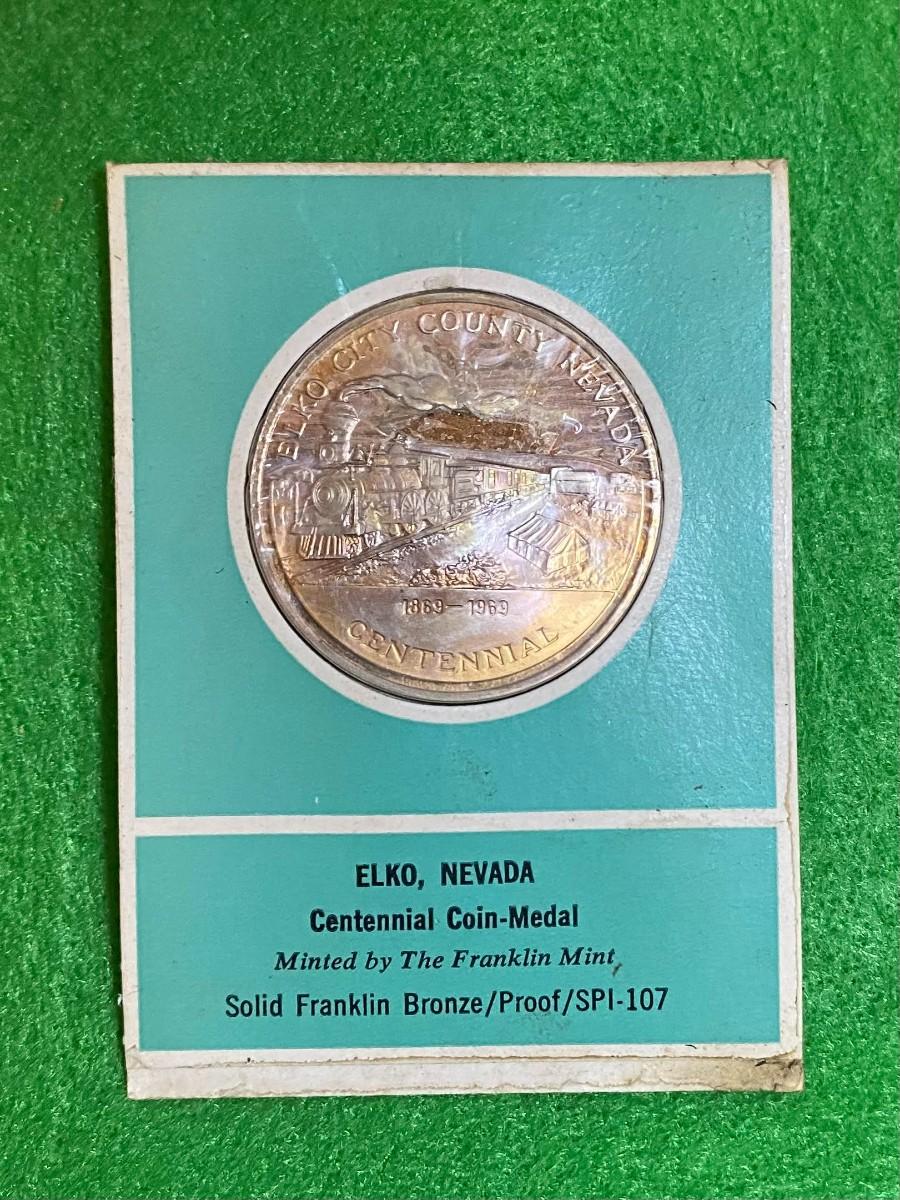 ELKO CITY COUNTY NEVADA
1869—1969
CENTENNIAL
ELKO, NEVADA
Centennial Coin-Medal
Minted by The Franklin Mint
Solid Franklin Bronze/Proof/SPI-107